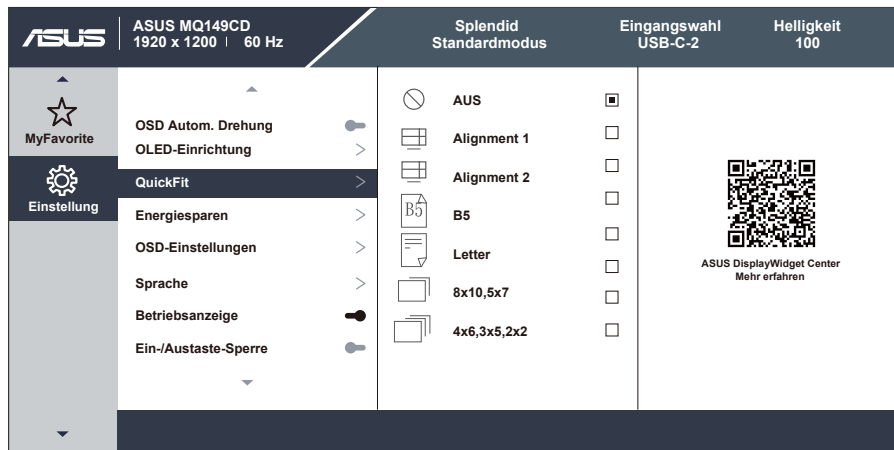 ASUS
ASUS MQ149CD
1920 x 1200 | 60 Hz
Splendid
Standardmodus
Eingangswahl
USB-C-2
Helligkeit
100
MyFavorite
Einstellung
OSD Autom. Drehung
OLED-Einrichtung
QuickFit
Energiesparen
OSD-Einstellungen
Sprache
Betriebsanzeige
Ein-/Austaste-Sperre
AUS
Alignment 1
Alignment 2
B5
B5
Letter
8x10,5x7
4x6,3x5,2x2
ASUS DisplayWidget Center
Mehr erfahren